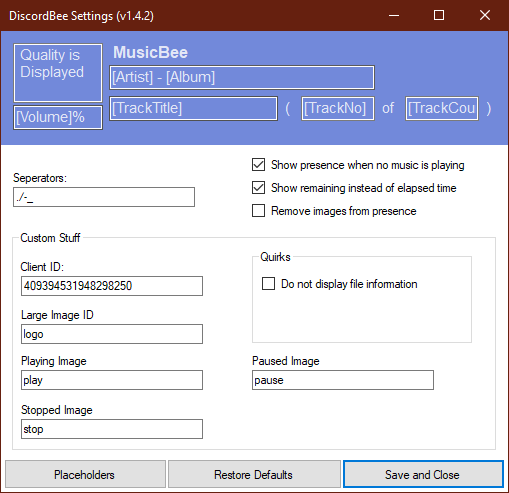 DiscordBee Settings (v1.4.2)
Quality is
Displayed
MusicBee
[Artist] - [Album]
[Volume]%
[TrackTitle]
( [TrackNo] of [TrackCou )
Show presence when no music is playing
Seperators:
Show remaining instead of elapsed time
./-_
Remove images from presence
Custom Stuff
Client ID:
409394531948298250
Quirks
Do not display file information
Large Image ID
logo
Playing Image
play
Paused Image
pause
Stopped Image
stop
Placeholders
Restore Defaults
Save and Close